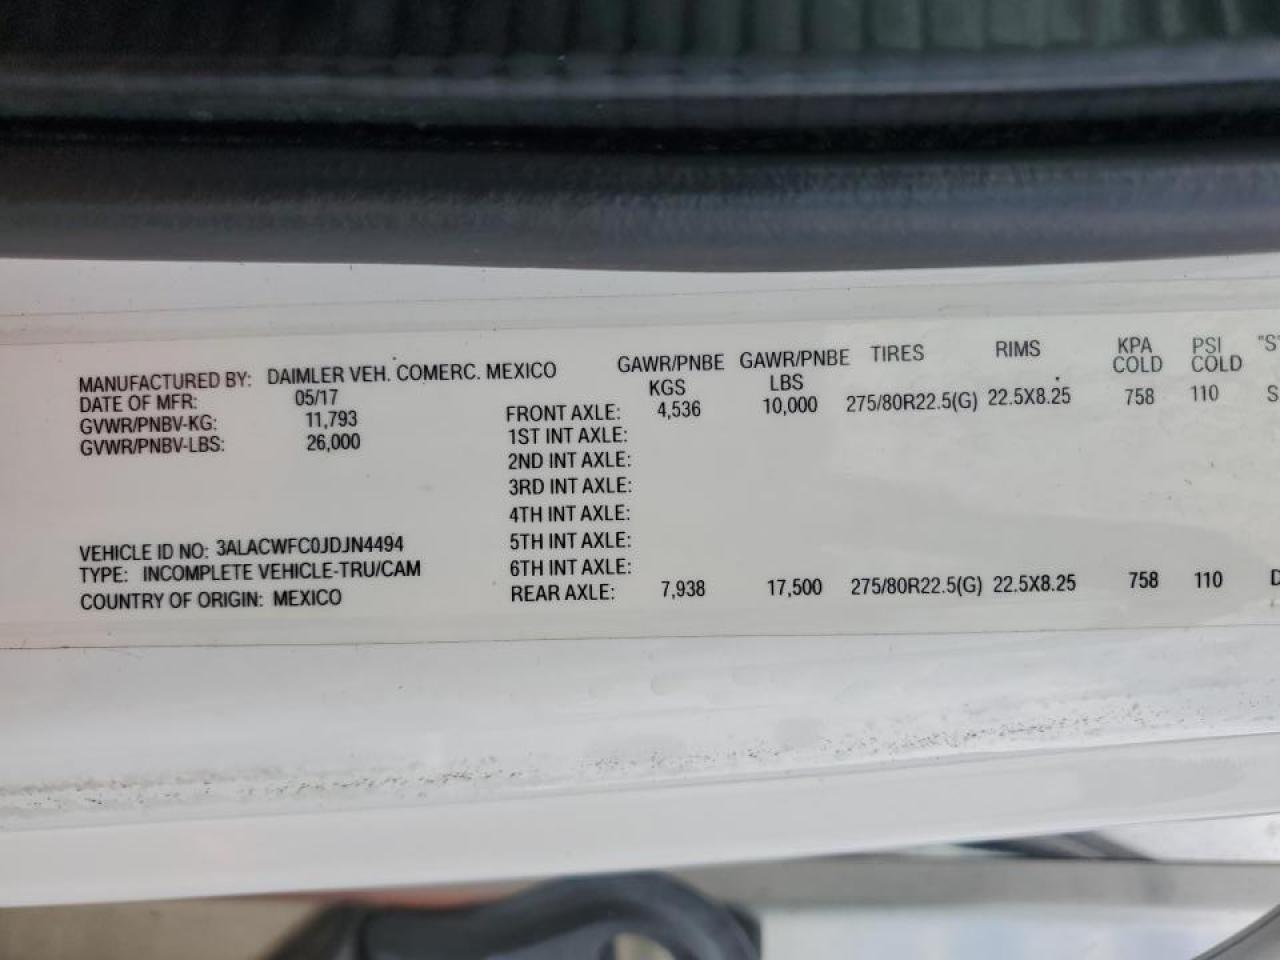 MANUFACTURED BY: DAIMLER VEH. COMERC. MEXICO
DATE OF MFR: 05/17
GVWR/PNBV-KG: 11,793
GVWR/PNBV-LBS: 26,000
VEHICLE ID NO: 3ALACWFC0JDJN4494
TYPE: INCOMPLETE VEHICLE-TRU/CAM
COUNTRY OF ORIGIN: MEXICO
GAWR/PNBE GAWR/PNBE TIRES RIMS KPA PSI "S
KGS LBS COLD COLD
FRONT AXLE: 4,536 10,000 275/80R22.5(G) 22.5X8.25 758 110 S
1ST INT AXLE:
2ND INT AXLE:
3RD INT AXLE:
4TH INT AXLE:
5TH INT AXLE:
6TH INT AXLE:
REAR AXLE: 7,938 17,500 275/80R22.5(G) 22.5X8.25 758 110 D